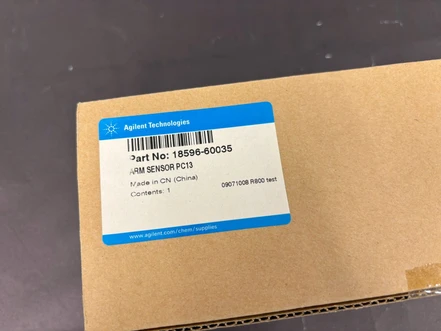 Agilent Technologies
Part No: 18596-60035
ARM SENSOR PC13
Made in CN (China)
Contents: 1
09071008 R800 test
www.agilent.com/chem/supplies